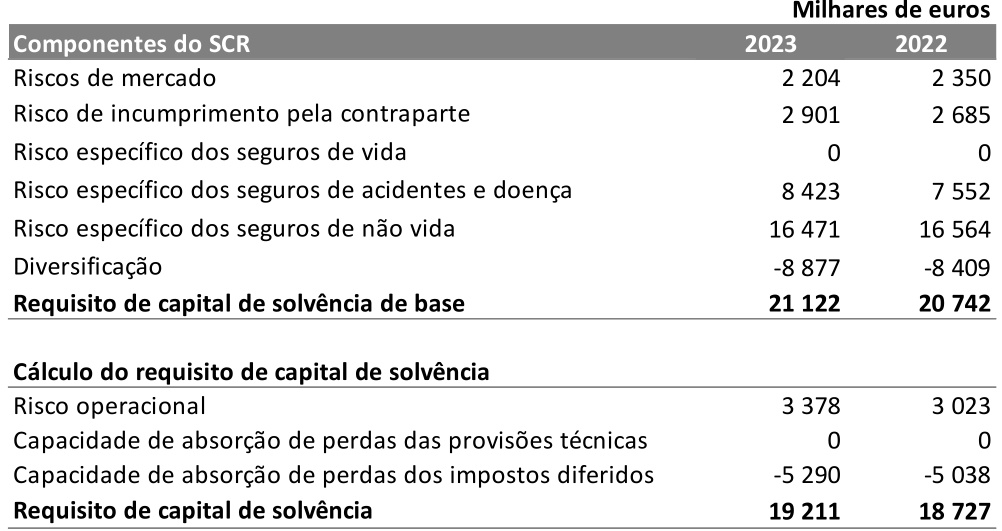 Milhares de euros
Componentes do SCR 2023 2022
Riscos de mercado 2 204 2 350
Risco de incumprimento pela contraparte 2 901 2 685
Risco específico dos seguros de vida 0 0
Risco específico dos seguros de acidentes e doença 8 423 7 552
Risco específico dos seguros de não vida 16 471 16 564
Diversificação -8 877 -8 409
Requisito de capital de solvência de base 21 122 20 742
Cálculo do requisito de capital de solvência
Risco operacional 3 378 3 023
Capacidade de absorção de perdas das provisões técnicas 0 0
Capacidade de absorção de perdas dos impostos diferidos -5 290 -5 038
Requisito de capital de solvência 19 211 18 727